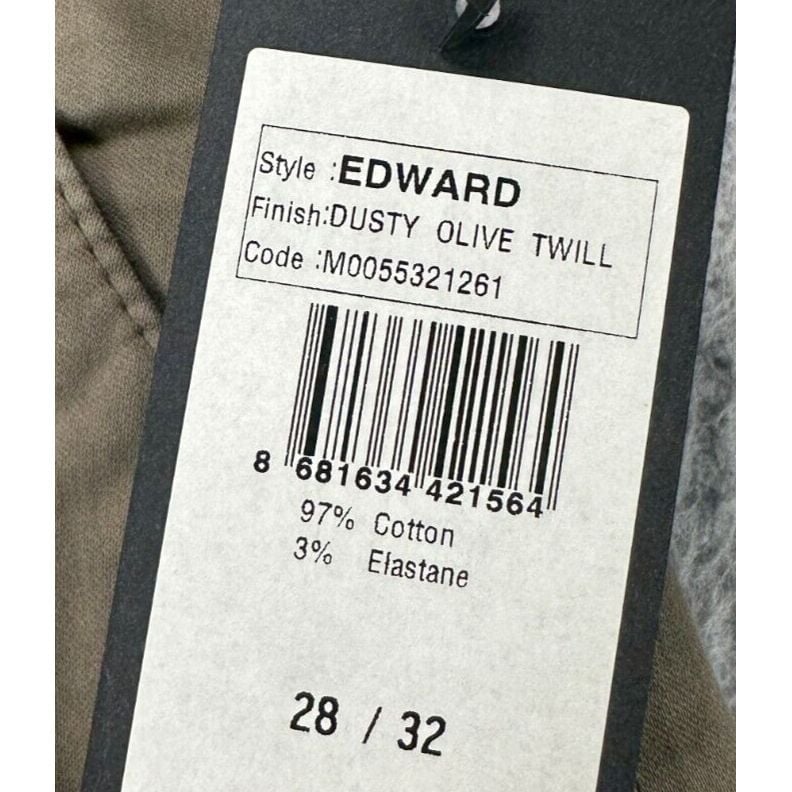 Style :EDWARD
Finish:DUSTY OLIVE TWILL
Code :M0055321261
8 681634 421564
97% Cotton
3% Elastane
28 / 32